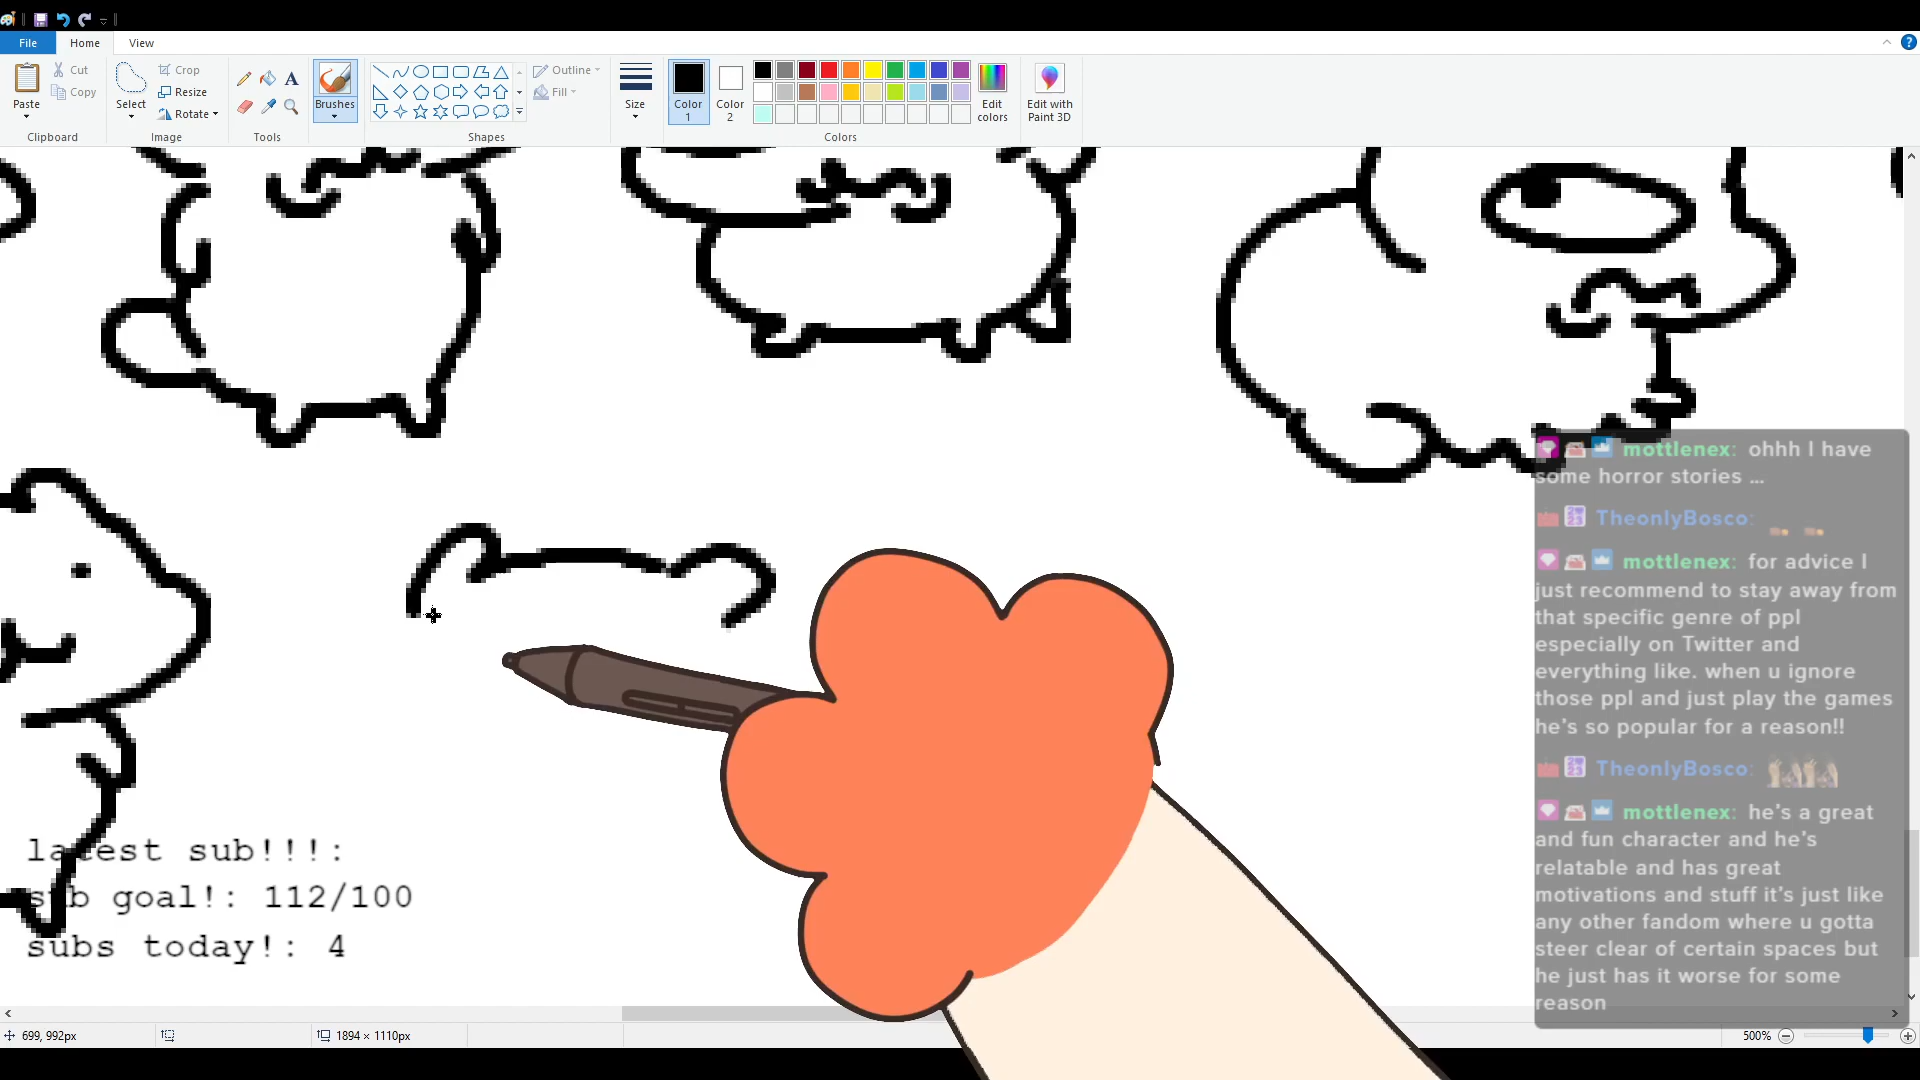 File Home View
Paste Cut Copy Clipboard
Select Crop Resize Rotate Image
A Tools
Brushes
Outline Fill Shapes
Size
Color 1 Color 2
Edit colors Colors
Edit with Paint 3D
mottlenex: ohhh I have
some horror stories ...
TheonlyBosco:
mottlenex: for advice I
just recommend to stay away from
that specific genre of ppl
especially on Twitter and
everything like. when u ignore
those ppl and just play the games
he's so popular for a reason!!
TheonlyBosco:
mottlenex: he's a great
and fun character and he's
relatable and has great
motivations and stuff it's just like
any other fandom where u gotta
steer clear of certain spaces but
he just has it worse for some
reason
latest sub!!!:
sub goal!: 112/100
subs today!: 4
699, 992px
1894 × 1110px
500%